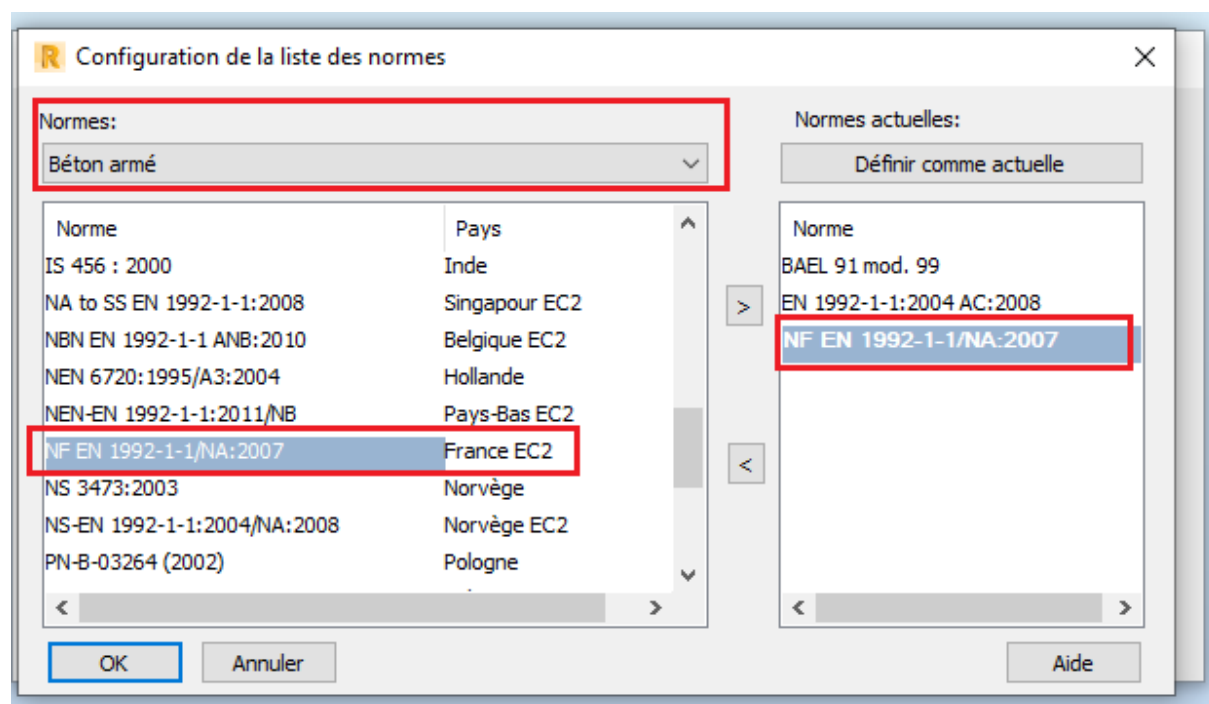 R Configuration de la liste des normes
Normes:
Béton armé
Norme Pays
IS 456 : 2000 Inde
NA to SS EN 1992-1-1:2008 Singapour EC2
NBN EN 1992-1-1 ANB:2010 Belgique EC2
NEN 6720:1995/A3:2004 Hollande
NEN-EN 1992-1-1:2011/NB Pays-Bas EC2
NF EN 1992-1-1/NA:2007 France EC2
NS 3473:2003 Norvège
NS-EN 1992-1-1:2004/NA:2008 Norvège EC2
PN-B-03264 (2002) Pologne
>
<
Normes actuelles:
Définir comme actuelle
Norme
BAEL 91 mod. 99
EN 1992-1-1:2004 AC:2008
NF EN 1992-1-1/NA:2007
OK Annuler Aide